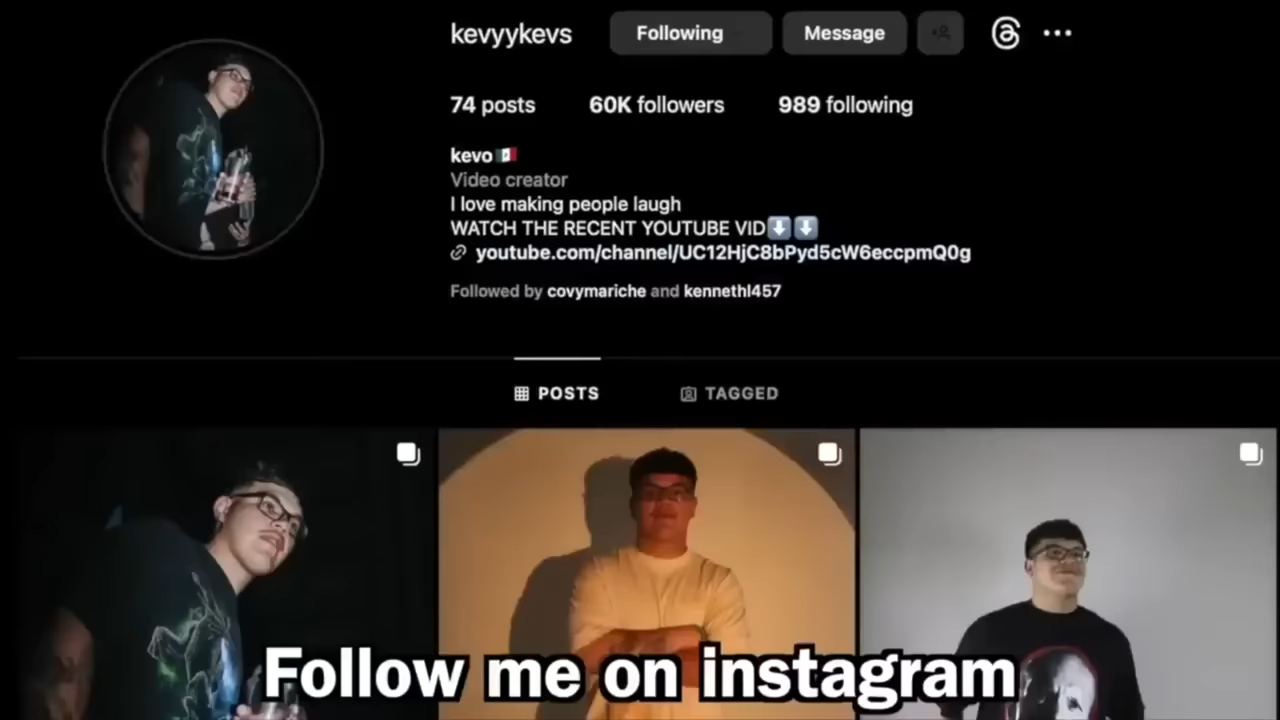 kevyykevs Following Message
74 posts 60K followers 989 following
kevo🇲🇽
Video creator
I love making people laugh
WATCH THE RECENT YOUTUBE VID⬇️⬇️
youtube.com/channel/UC12HjC8bPyd5cW6eccpmQ0g
Followed by covymariche and kennethl457
POSTS TAGGED
Follow me on instagram